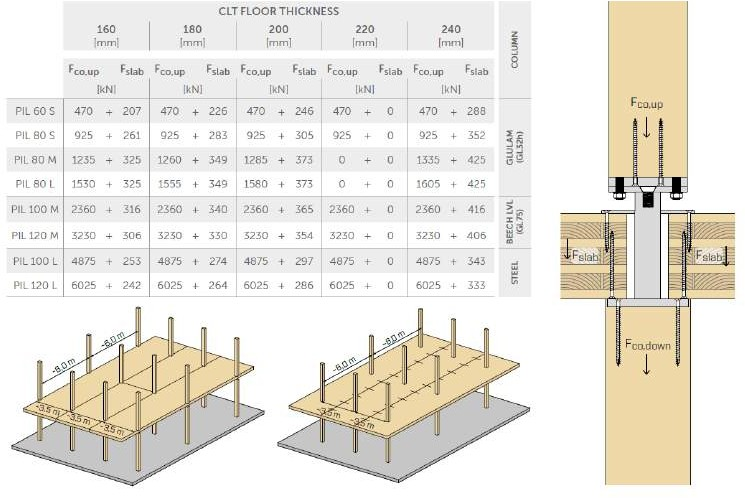 CLT FLOOR THICKNESS
160 180 200 220 240
[mm] [mm] [mm] [mm] [mm]
COLUMN
Fco,up Fslab Fco,up Fslab Fco,up Fslab Fco,up Fslab Fco,up Fslab
[kN] [kN] [kN] [kN] [kN]
PIL 60 S 470 + 207 470 + 226 470 + 246 470 + 0 470 + 288
PIL 80 S 925 + 261 925 + 283 925 + 305 925 + 0 925 + 352
PIL 80 M 1235 + 325 1260 + 349 1285 + 373 0 + 0 1335 + 425
PIL 80 L 1530 + 325 1555 + 349 1580 + 373 0 + 0 1605 + 425
GLULAM
(GL32h)
PIL 100 M 2360 + 316 2360 + 340 2360 + 365 2360 + 0 2360 + 416
PIL 120 M 3230 + 306 3230 + 330 3230 + 354 3230 + 0 3230 + 406
BEECH LVL
(GL75)
PIL 100 L 4875 + 253 4875 + 274 4875 + 297 4875 + 0 4875 + 343
PIL 120 L 6025 + 242 6025 + 264 6025 + 286 6025 + 0 6025 + 333
STEEL
Fco,up
Fslab Fslab
Fco,down
~6,0 m ~6,0 m
~3,5 m ~3,5 m ~3,5 m
~6,0 m
~3,5 m ~3,5 m